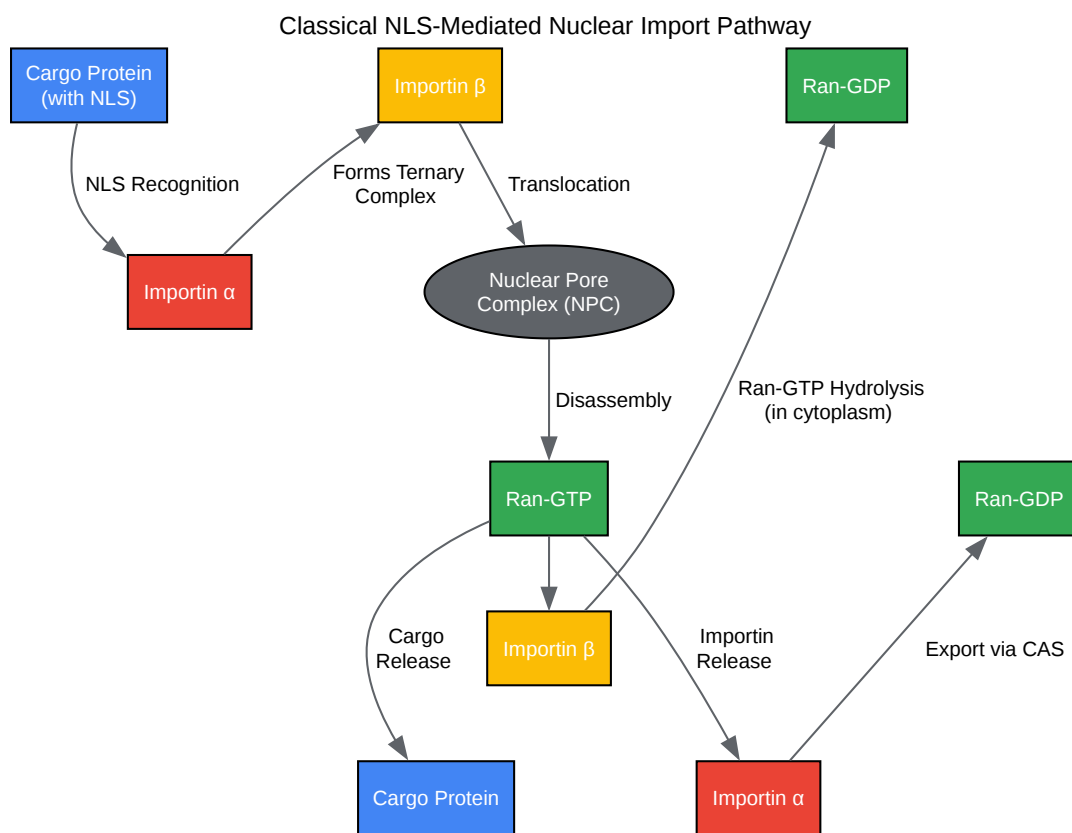 Classical NLS-Mediated Nuclear Import Pathway
Cargo Protein
(with NLS)
Importin β
Ran-GDP
NLS Recognition
Forms Ternary
Complex
Translocation
Importin α
Nuclear Pore
Complex (NPC)
Ran-GTP Hydrolysis
(in cytoplasm)
Disassembly
Ran-GTP
Ran-GDP
Cargo
Release
Importin β
Importin
Release
Export via CAS
Cargo Protein
Importin α